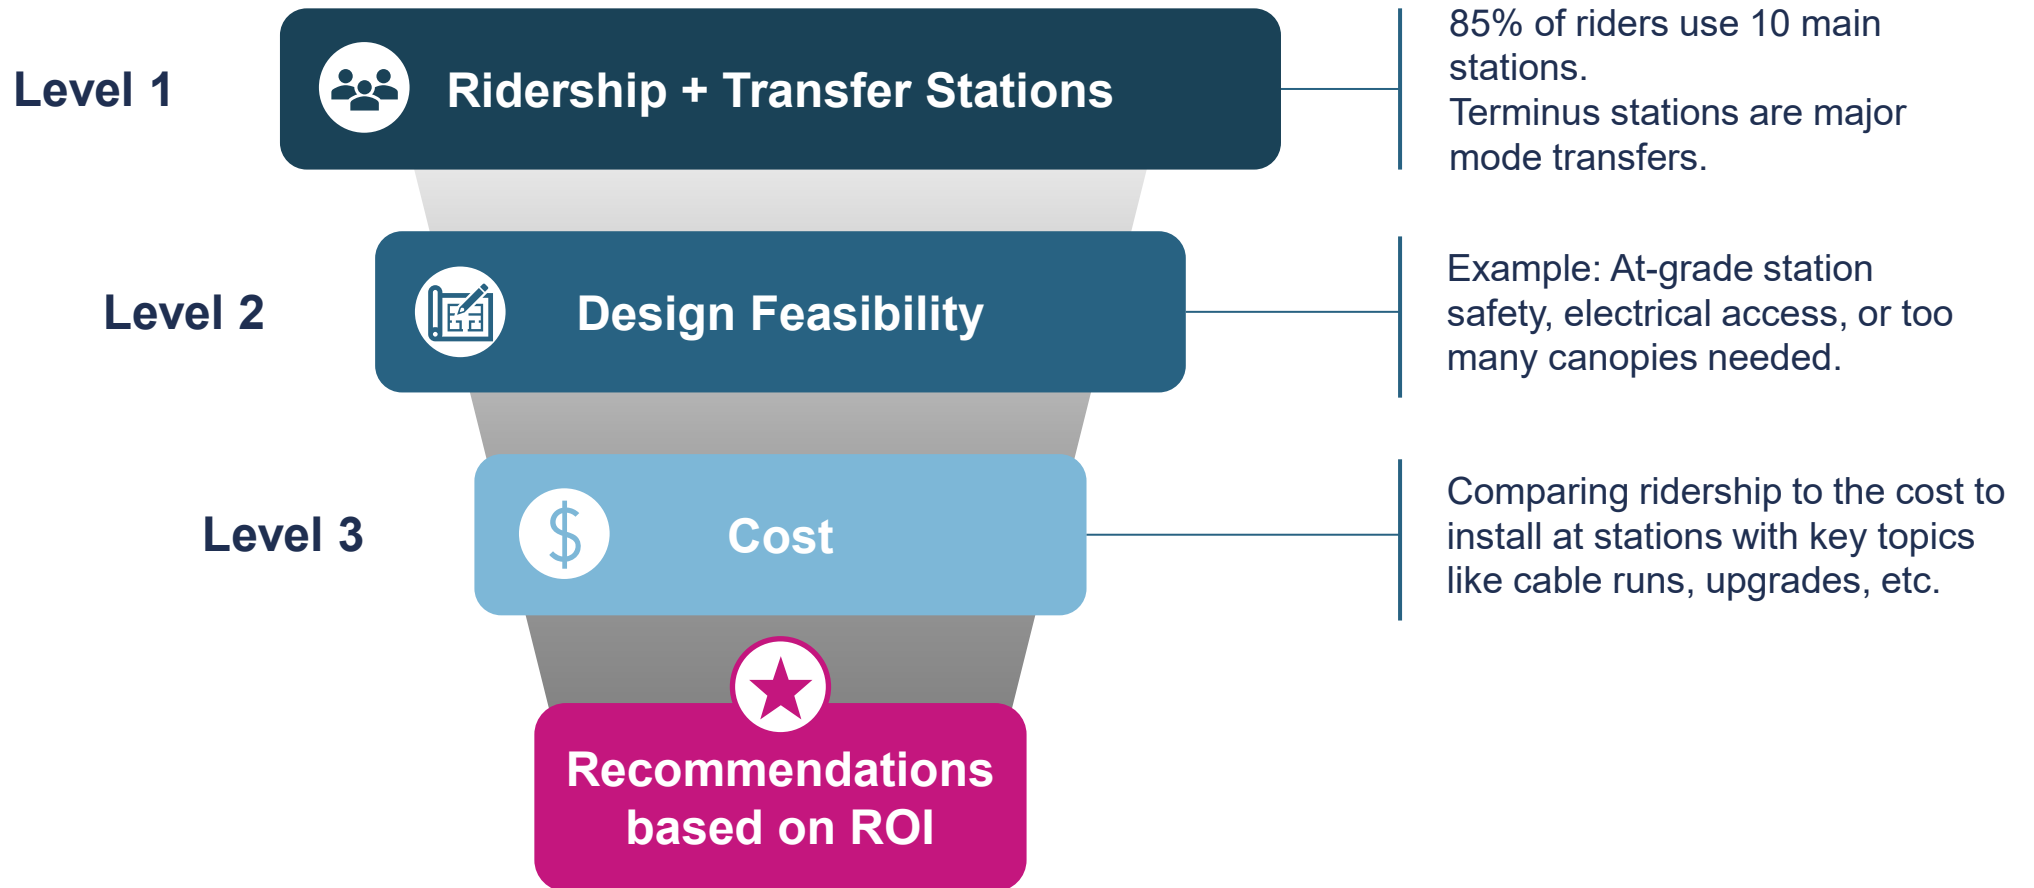 Level 1
Ridership + Transfer Stations
85% of riders use 10 main
stations.
Terminus stations are major
mode transfers.
Level 2
Design Feasibility
Example: At-grade station
safety, electrical access, or too
many canopies needed.
Level 3
Cost
Comparing ridership to the cost to
install at stations with key topics
like cable runs, upgrades, etc.
Recommendations
based on ROI